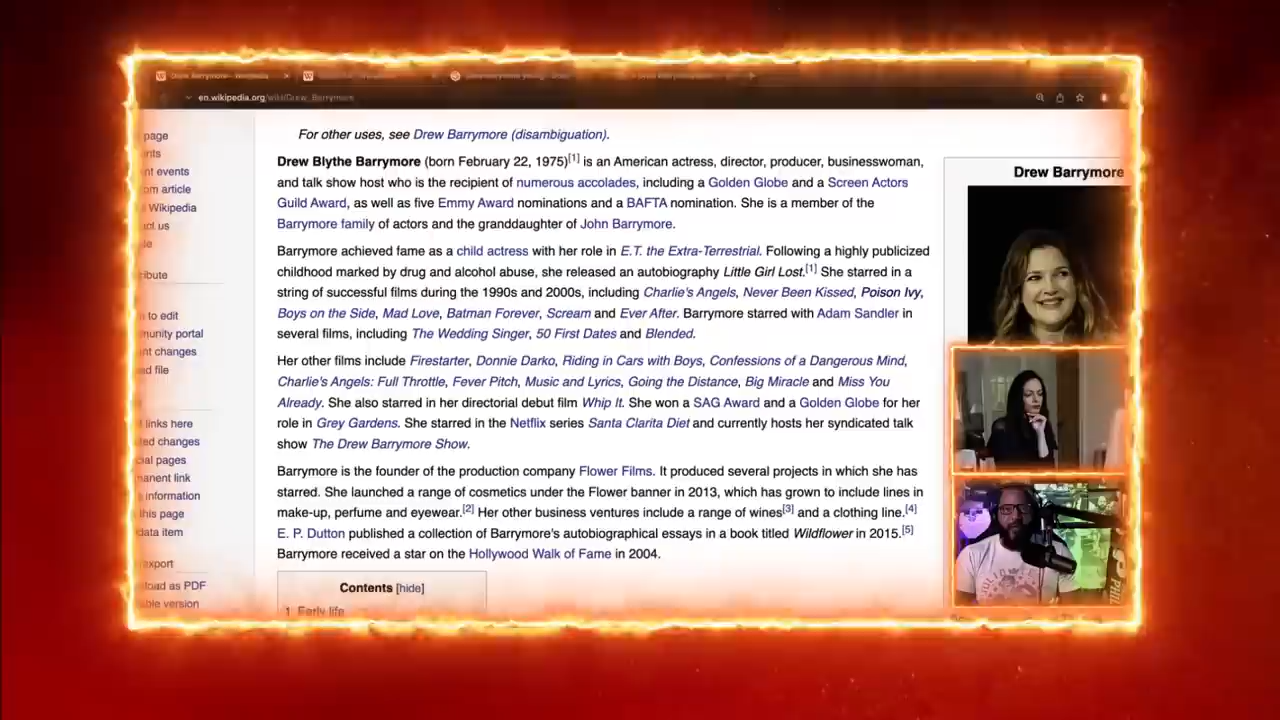 Drew Barrymore - Wikipedia
en.wikipedia.org/wiki/Drew_Barrymore
page
nt events
om article
Wikipedia
ribute
to edit
munity portal
nt changes
ad file
links here
ted changes
cial pages
manent link
information
this page
data item
export
load as PDF
able version
For other uses, see Drew Barrymore (disambiguation).
Drew Blythe Barrymore (born February 22, 1975)[1] is an American actress, director, producer, businesswoman,
and talk show host who is the recipient of numerous accolades, including a Golden Globe and a Screen Actors
Guild Award, as well as five Emmy Award nominations and a BAFTA nomination. She is a member of the
Barrymore family of actors and the granddaughter of John Barrymore.
Barrymore achieved fame as a child actress with her role in E.T. the Extra-Terrestrial. Following a highly publicized
childhood marked by drug and alcohol abuse, she released an autobiography Little Girl Lost.[1] She starred in a
string of successful films during the 1990s and 2000s, including Charlie's Angels, Never Been Kissed, Poison Ivy,
Boys on the Side, Mad Love, Batman Forever, Scream and Ever After. Barrymore starred with Adam Sandler in
several films, including The Wedding Singer, 50 First Dates and Blended.
Her other films include Firestarter, Donnie Darko, Riding in Cars with Boys, Confessions of a Dangerous Mind,
Charlie's Angels: Full Throttle, Fever Pitch, Music and Lyrics, Going the Distance, Big Miracle and Miss You
Already. She also starred in her directorial debut film Whip It. She won a SAG Award and a Golden Globe for her
role in Grey Gardens. She starred in the Netflix series Santa Clarita Diet and currently hosts her syndicated talk
show The Drew Barrymore Show.
Barrymore is the founder of the production company Flower Films. It produced several projects in which she has
starred. She launched a range of cosmetics under the Flower banner in 2013, which has grown to include lines in
make-up, perfume and eyewear.[2] Her other business ventures include a range of wines[3] and a clothing line.[4]
E. P. Dutton published a collection of Barrymore's autobiographical essays in a book titled Wildflower in 2015.[5]
Barrymore received a star on the Hollywood Walk of Fame in 2004.
Contents [hide]
1 Early life
Drew Barrymore